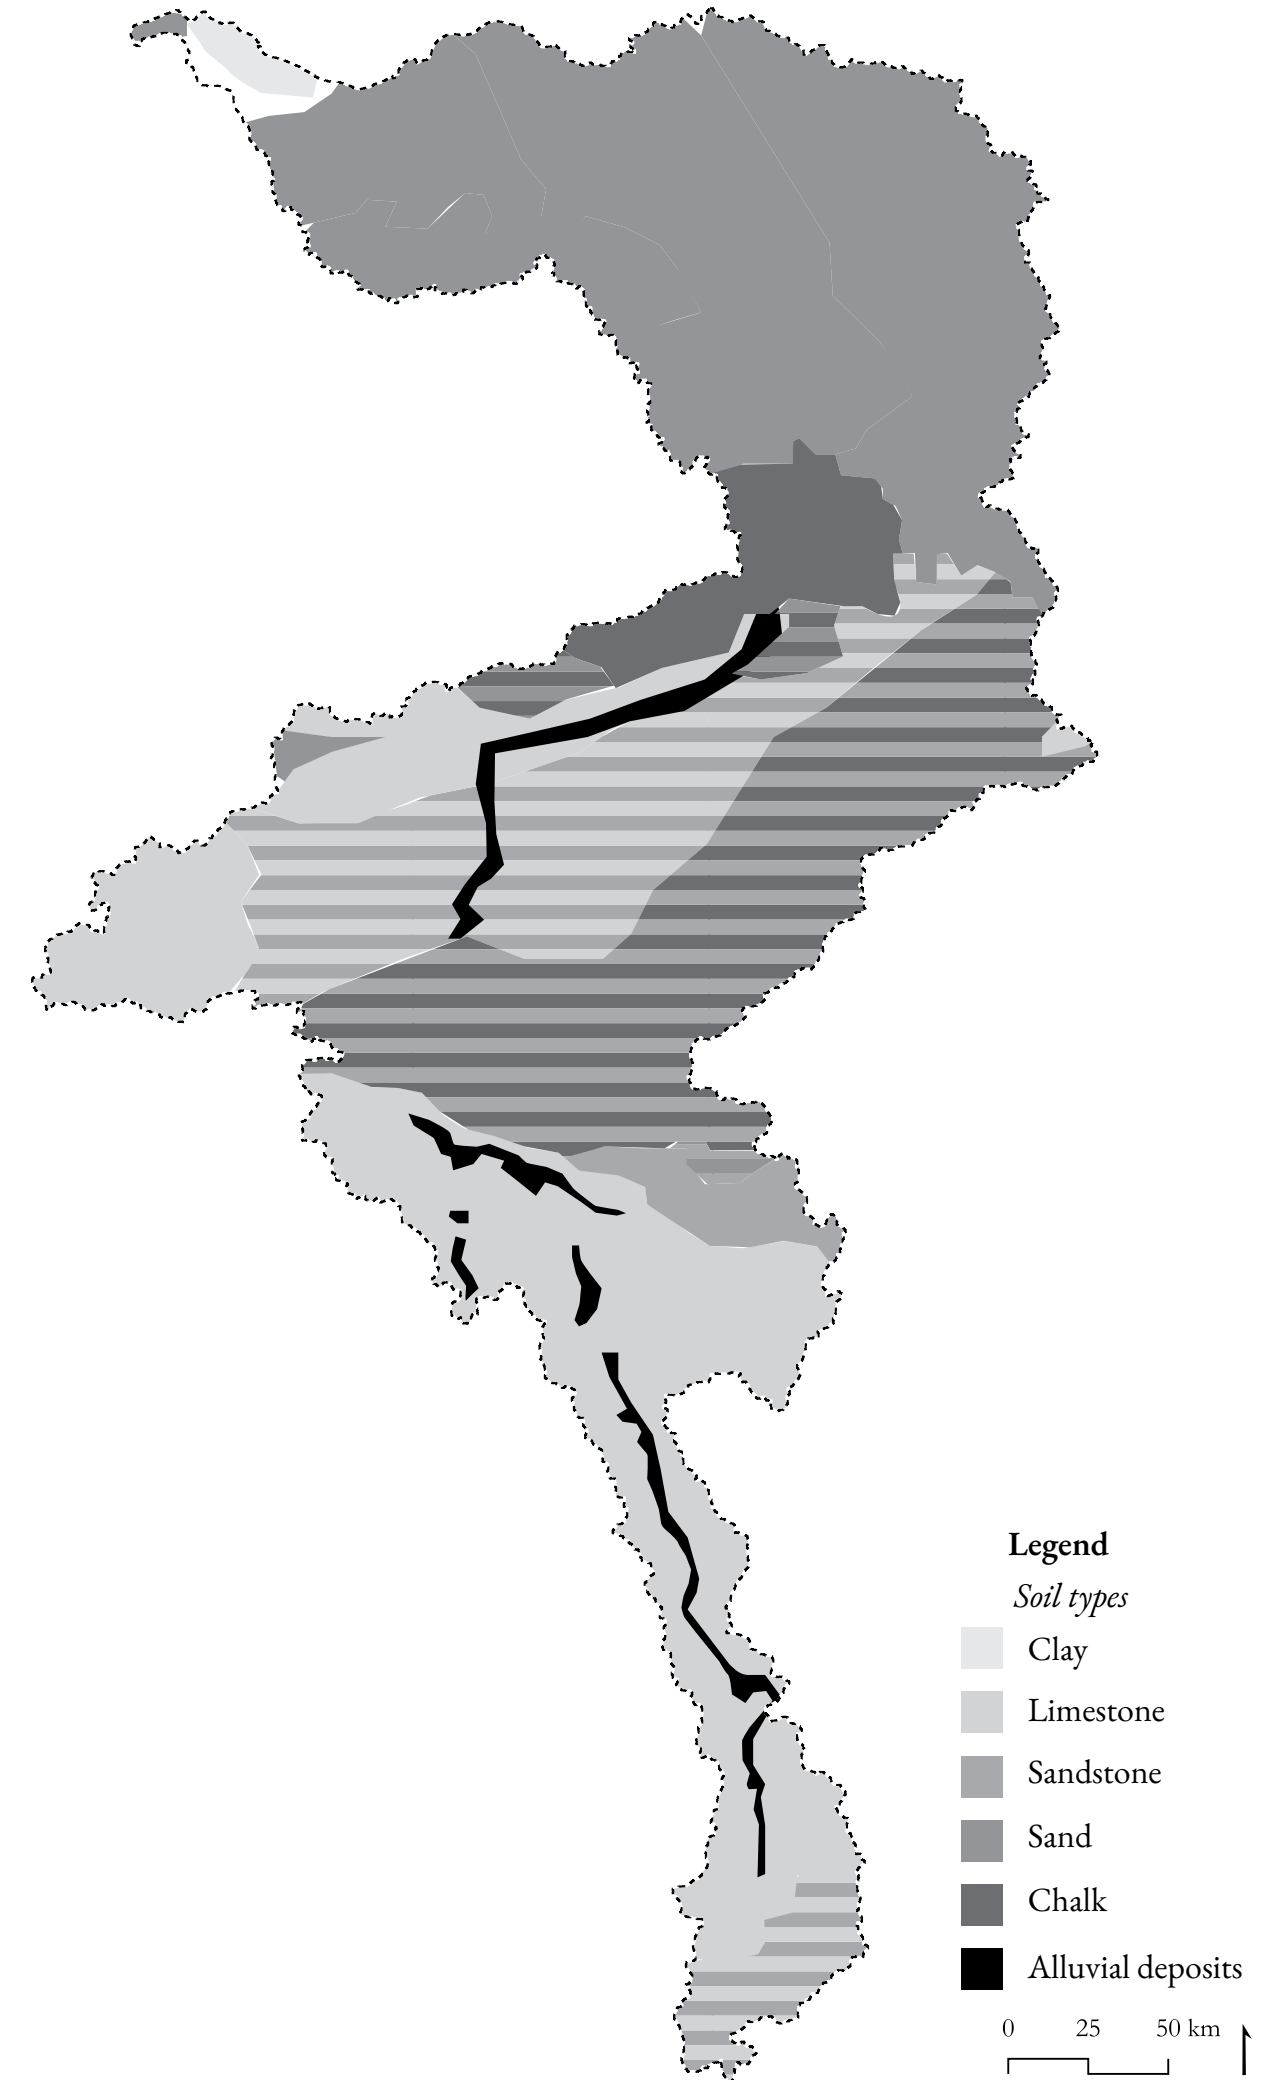 Legend
Soil types
Clay
Limestone
Sandstone
Sand
Chalk
Alluvial deposits
0 25 50 km